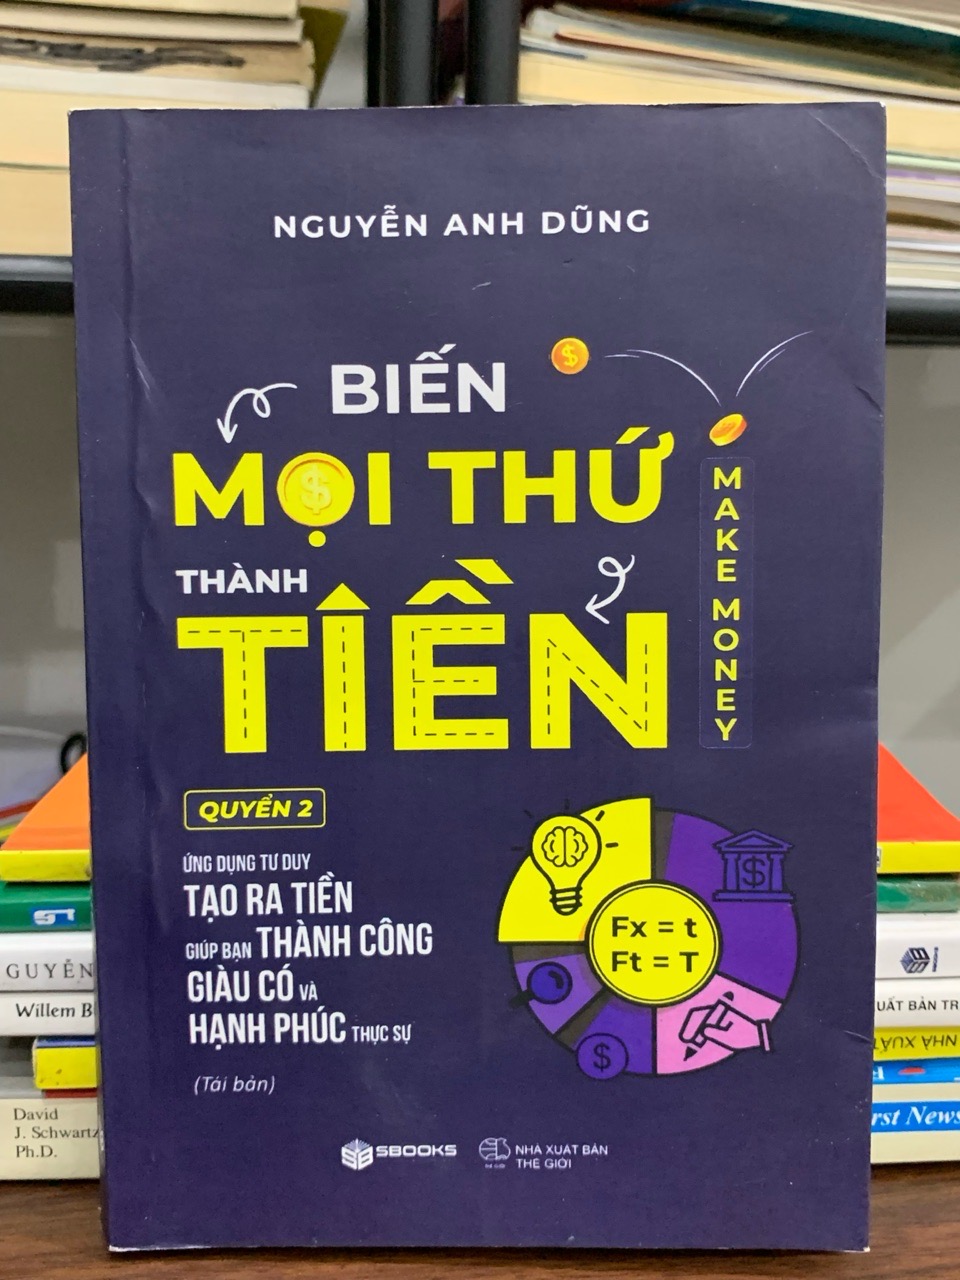 NGUYỄN ANH DŨNG
BIẾN
MỌI THỨ
THÀNH
TIỀN
MAKE MONEY
QUYỂN 2
ỨNG DỤNG TƯ DUY
TẠO RA TIỀN
GIÚP BẠN THÀNH CÔNG
GIÀU CÓ VÀ
HẠNH PHÚC THỰC SỰ
(Tái bản)
Fx = t
Ft = T
SBOOKS
NHÀ XUẤT BẢN
THẾ GIỚI
GUYỄN
Willem B
David
J. Schwartz
Ph.D.
UẤT BẢN TR
NHÀ XUẤT
rst News